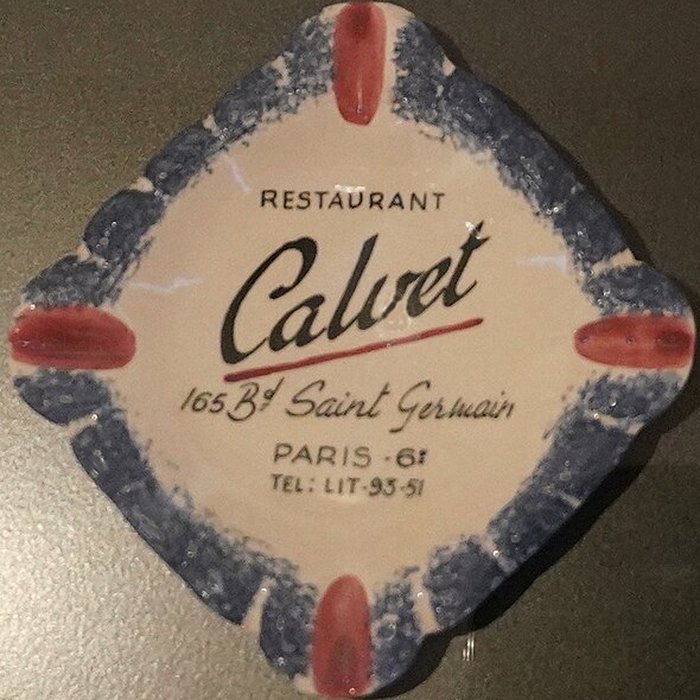 RESTAURANT
Calvet
165 Bd Saint Germain
PARIS - 6e
TEL: LIT-93-51